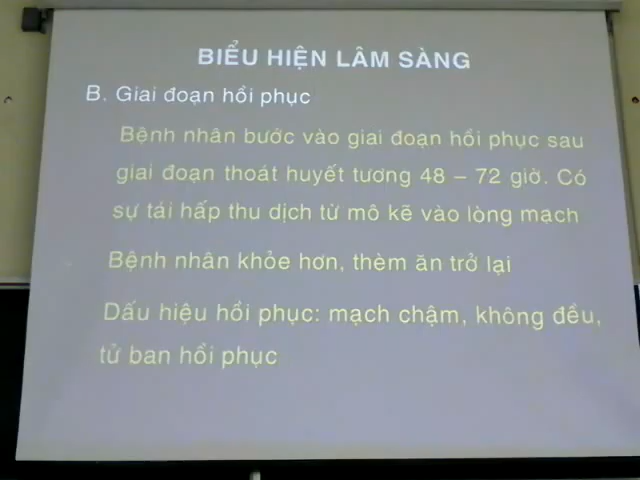 BIỂU HIỆN LÂM SÀNG
B. Giai đoạn hồi phục
Bệnh nhân bước vào giai đoạn hồi phục sau
giai đoạn thoát huyết tương 48 – 72 giờ. Có
sự tái hấp thu dịch từ mô kẽ vào lòng mạch
Bệnh nhân khỏe hơn, thèm ăn trở lại
Dấu hiệu hồi phục: mạch chậm, không đều,
tử ban hồi phục